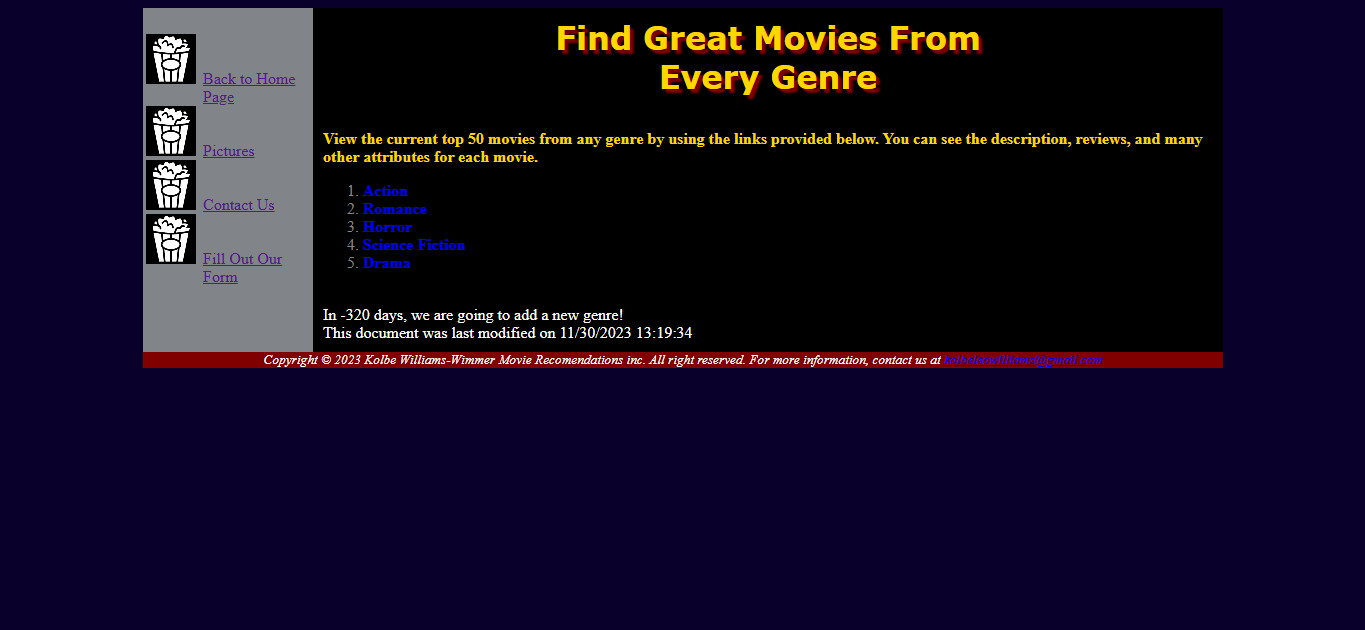 Back to Home
Page
Pictures
Contact Us
Fill Out Our
Form
Find Great Movies From
Every Genre
View the current top 50 movies from any genre by using the links provided below. You can see the description, reviews, and many
other attributes for each movie.
1. Action
2. Romance
3. Horror
4. Science Fiction
5. Drama
In -320 days, we are going to add a new genre!
This document was last modified on 11/30/2023 13:19:34
Copyright © 2023 Kolbe Williams-Wimmer Movie Recomendations inc. All right reserved. For more information, contact us at